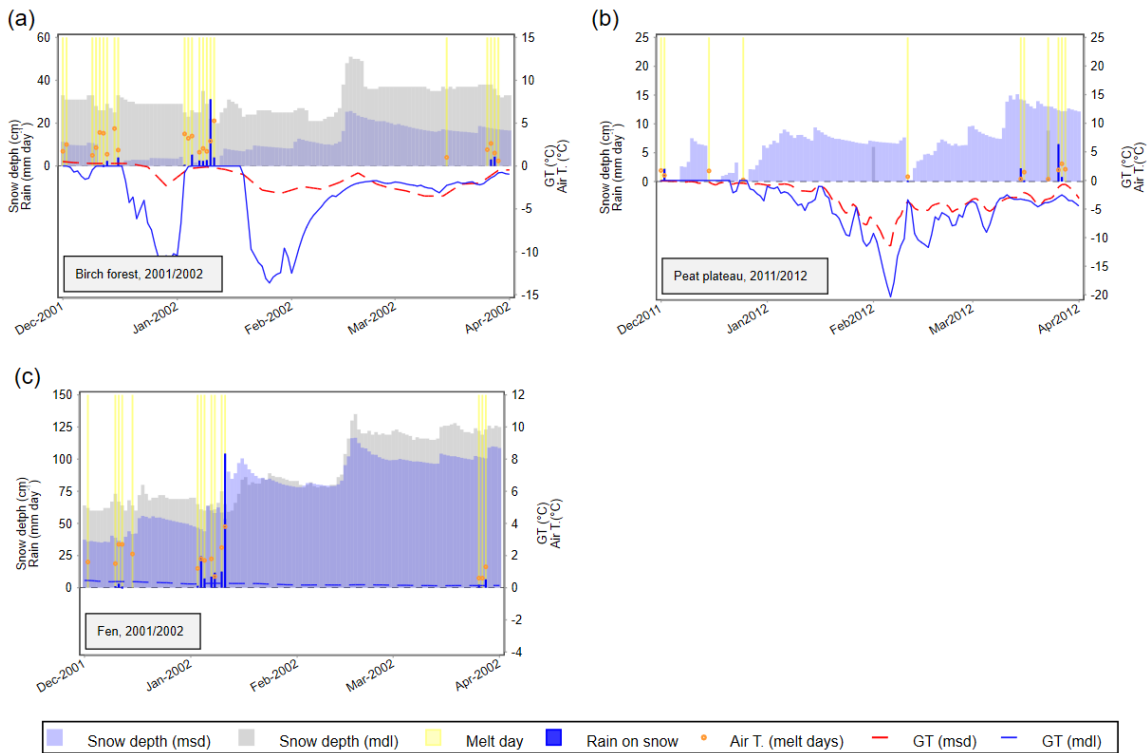 (a)
60
40
20
0
Snow detph (cm)
Rain (mm day⁻¹)
15
10
5
0
-5
-10
-15
GT (°C)
Air T.(°C)
Birch forest, 2001/2002
Dec-2001
Jan-2002
Feb-2002
Mar-2002
Apr-2002
(b)
25
20
15
10
5
0
Snow detph (cm)
Rain (mm day⁻¹)
25
20
15
10
5
0
-5
-10
-15
-20
GT (°C)
Air T.(°C)
Peat plateau, 2011/2012
Dec2011
Jan2012
Feb2012
Mar2012
Apr2012
(c)
150
125
100
75
50
25
0
Snow detph (cm)
Rain (mm day⁻¹)
12
10
8
6
4
2
0
-2
-4
GT (°C)
Air T.(°C)
Fen, 2001/2002
Dec-2001
Jan-2002
Feb-2002
Mar-2002
Apr-2002
Snow depth (msd) Snow depth (mdl) Melt day Rain on snow Air T. (melt days) GT (msd) GT (mdl)